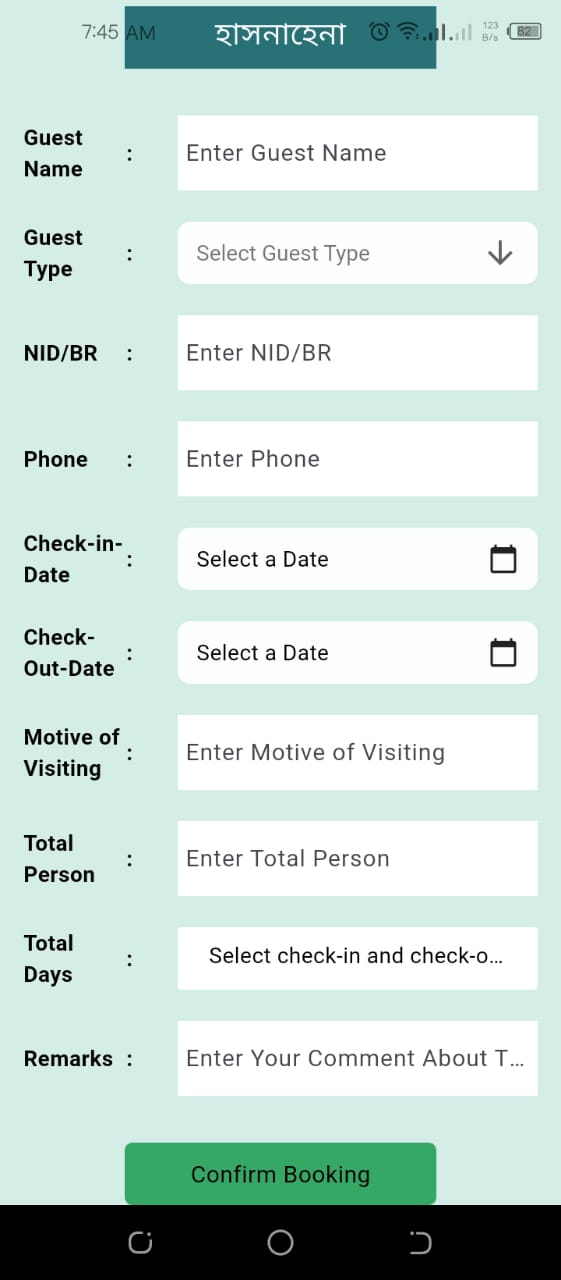 7:45 AM
হাসনাহেনা
123
B/s
82
Guest
Name
:
Enter Guest Name
Guest
Type
:
Select Guest Type
NID/BR : Enter NID/BR
Phone : Enter Phone
Check-in-
Date
:
Select a Date
Check-
Out-Date
:
Select a Date
Motive of
Visiting
:
Enter Motive of Visiting
Total
Person
:
Enter Total Person
Total
Days
:
Select check-in and check-o...
Remarks : Enter Your Comment About T...
Confirm Booking